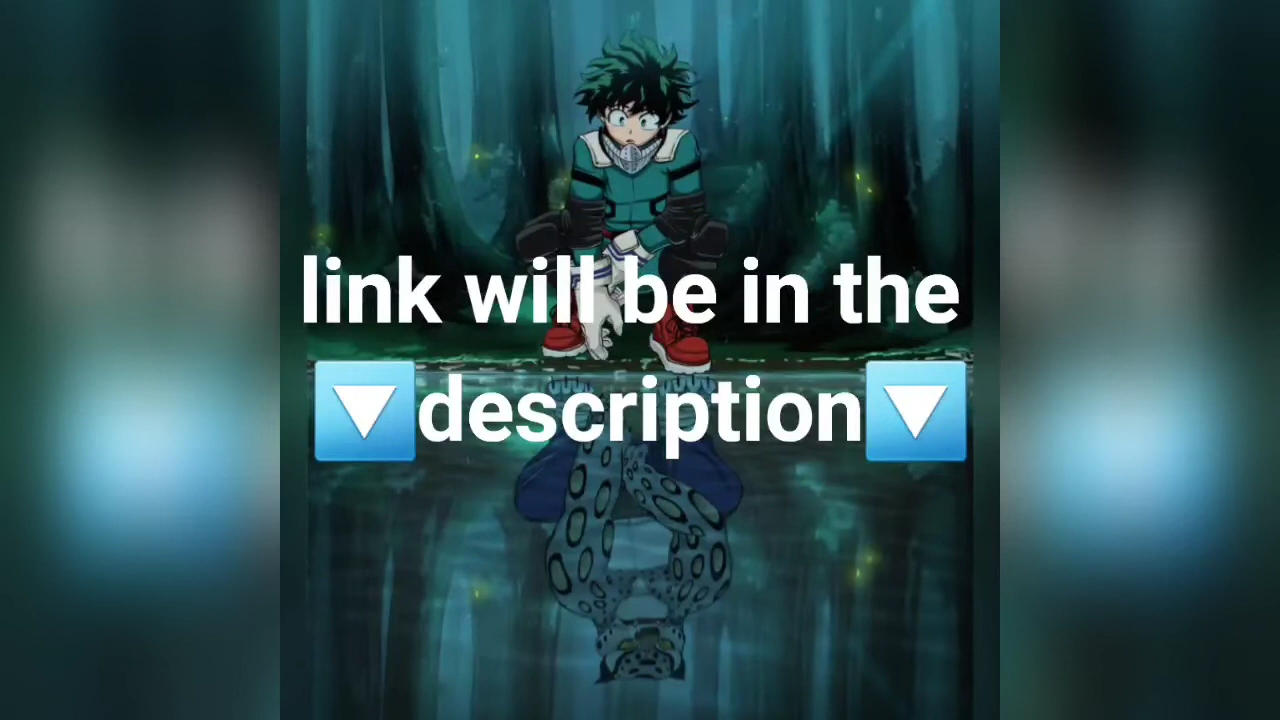 link will be in the
🔽description🔽